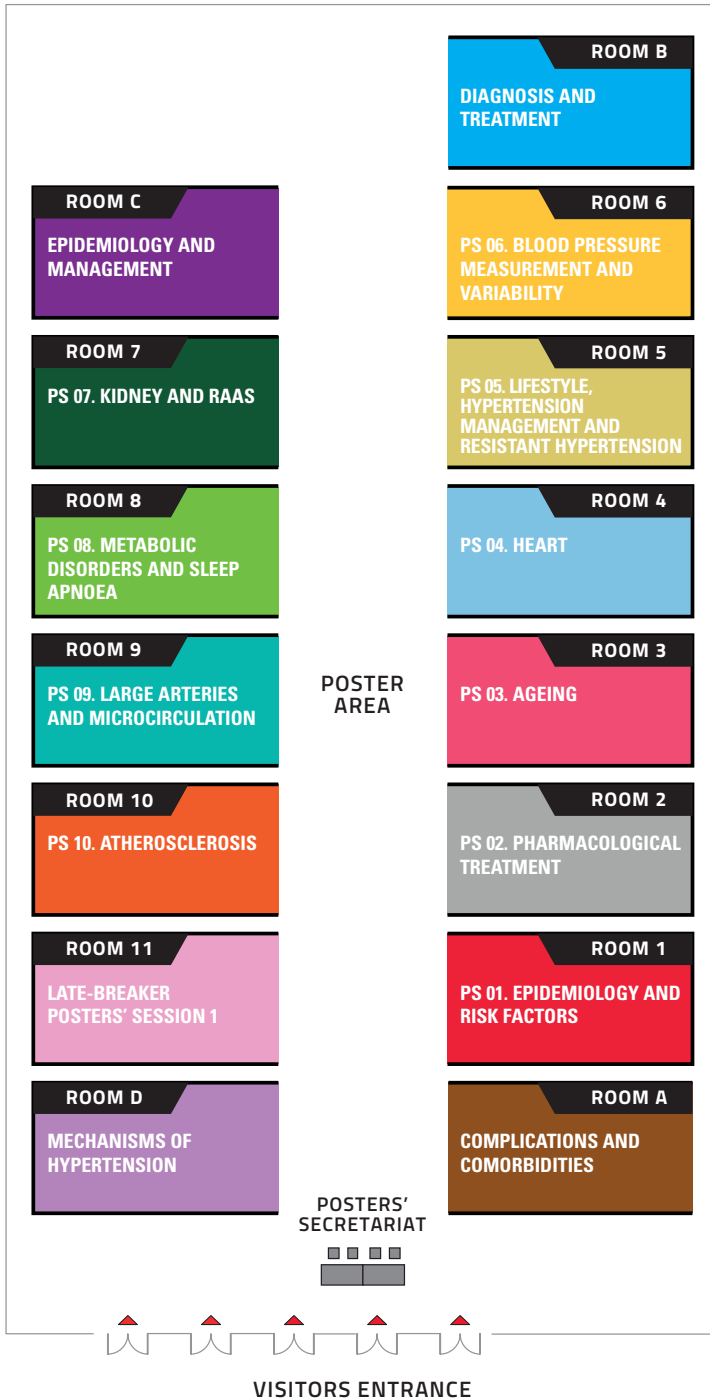 ROOM B
DIAGNOSIS AND
TREATMENT
ROOM C
EPIDEMIOLOGY AND
MANAGEMENT
ROOM 6
PS 06. BLOOD PRESSURE
MEASUREMENT AND
VARIABILITY
ROOM 7
PS 07. KIDNEY AND RAAS
ROOM 5
PS 05. LIFESTYLE,
HYPERTENSION
MANAGEMENT AND
RESISTANT HYPERTENSION
ROOM 8
PS 08. METABOLIC
DISORDERS AND SLEEP
APNOEA
ROOM 4
PS 04. HEART
ROOM 9
PS 09. LARGE ARTERIES
AND MICROCIRCULATION
POSTER
AREA
ROOM 3
PS 03. AGEING
ROOM 10
PS 10. ATHEROSCLEROSIS
ROOM 2
PS 02. PHARMACOLOGICAL
TREATMENT
ROOM 11
LATE-BREAKER
POSTERS' SESSION 1
ROOM 1
PS 01. EPIDEMIOLOGY AND
RISK FACTORS
ROOM D
MECHANISMS OF
HYPERTENSION
ROOM A
COMPLICATIONS AND
COMORBIDITIES
POSTERS'
SECRETARIAT
VISITORS ENTRANCE